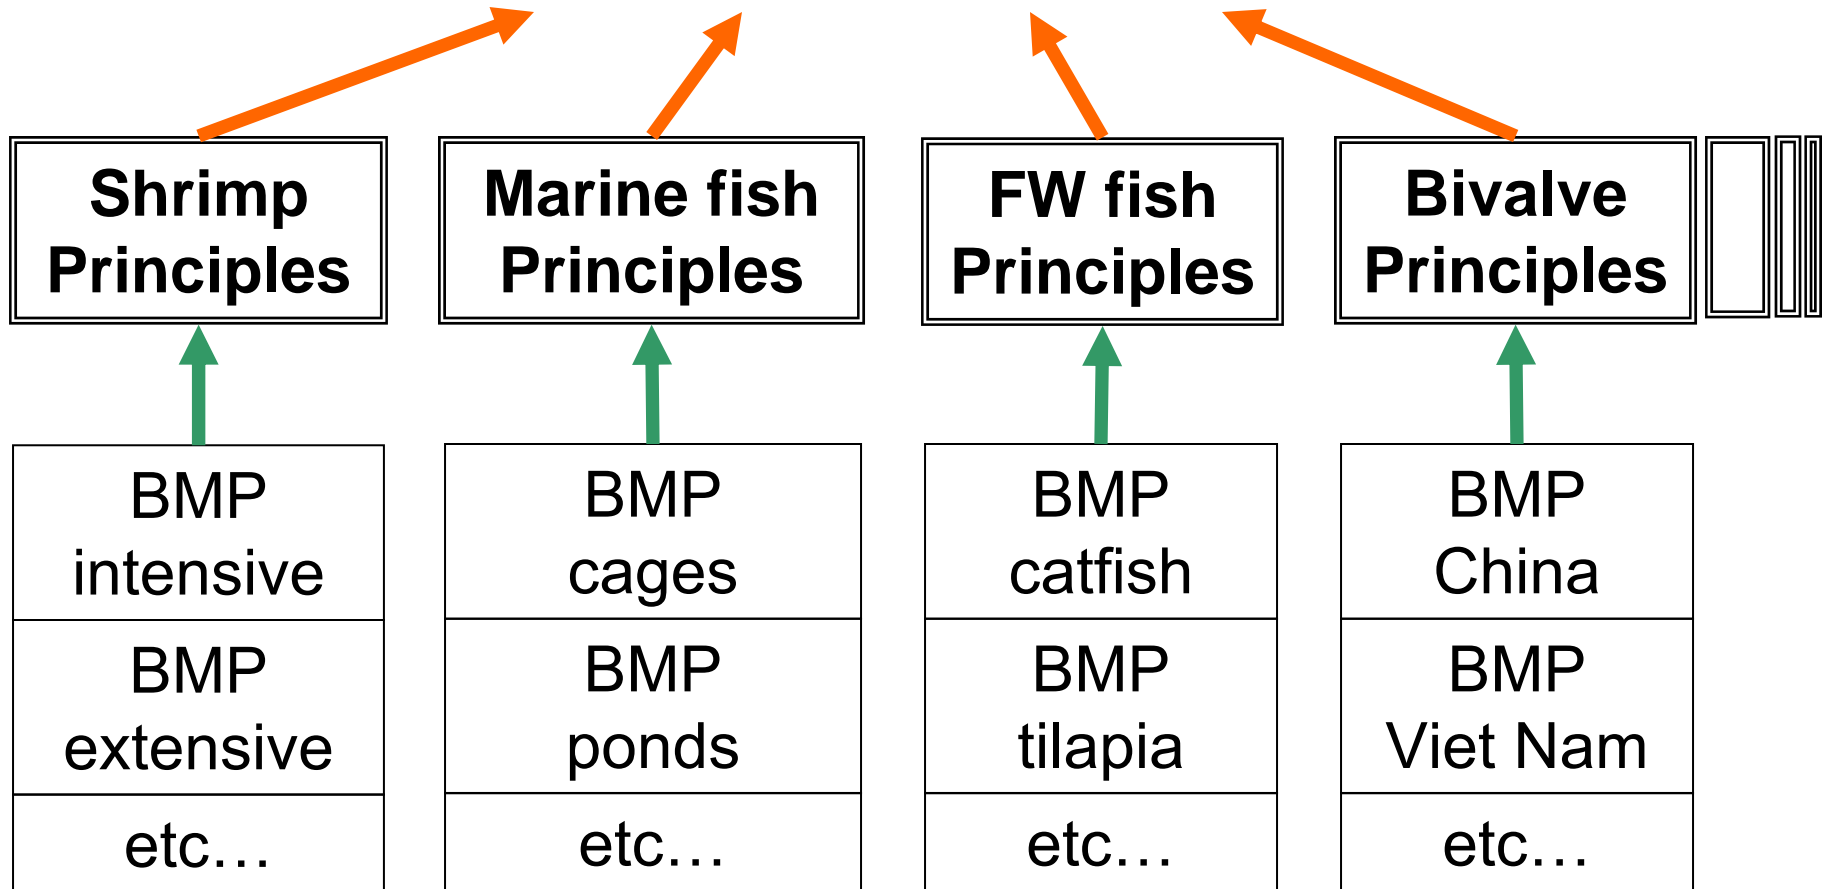 Shrimp
Principles
Marine fish
Principles
FW fish
Principles
Bivalve
Principles
BMP
intensive
BMP
extensive
etc…
BMP
cages
BMP
ponds
etc…
BMP
catfish
BMP
tilapia
etc…
BMP
China
BMP
Viet Nam
etc…